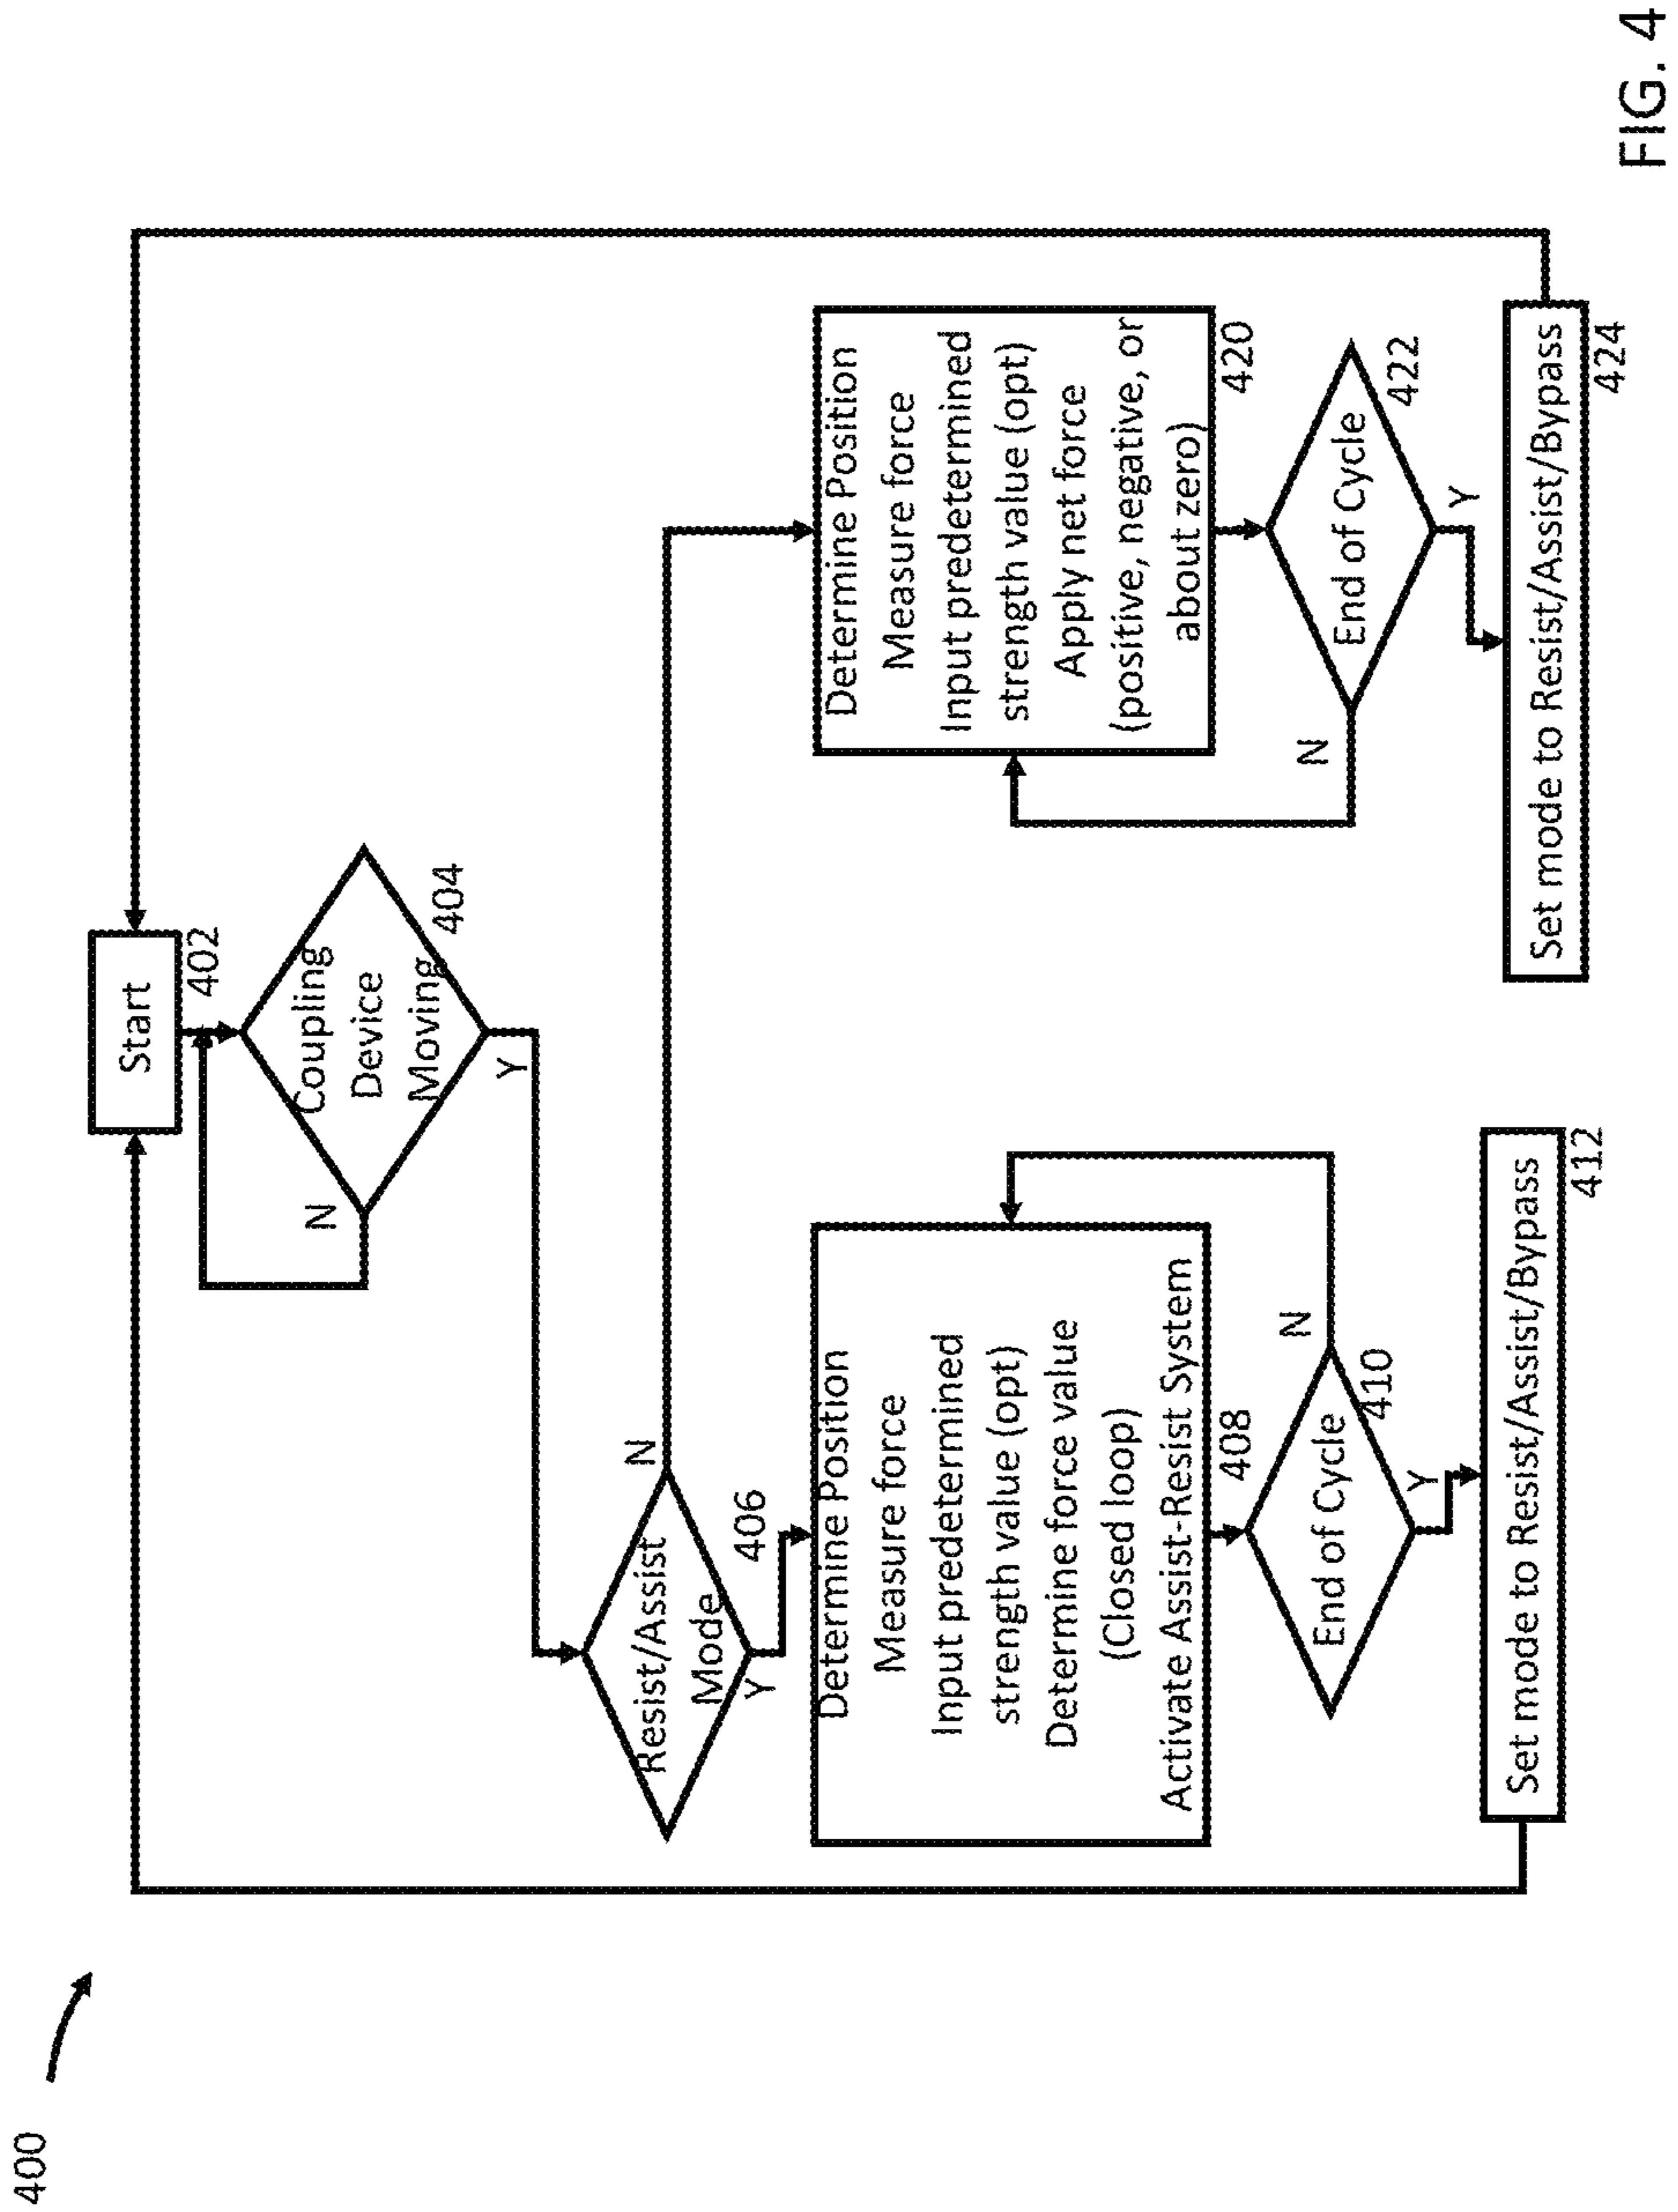 400
Start
402
Coupling
Device
Moving
404
N
Y
Resist/Assist
Mode
406
N
Y
Determine Position
Measure force
Input predetermined
strength value (opt)
Determine force value
(Closed loop)
Activate Assist-Resist System
408
End of Cycle
410
N
Y
Set mode to Resist/Assist/Bypass
412
Determine Position
Measure force
Input predetermined
strength value (opt)
Apply net force
(positive, negative, or
about zero)
420
End of Cycle
422
N
Y
Set mode to Resist/Assist/Bypass
424
FIG. 4